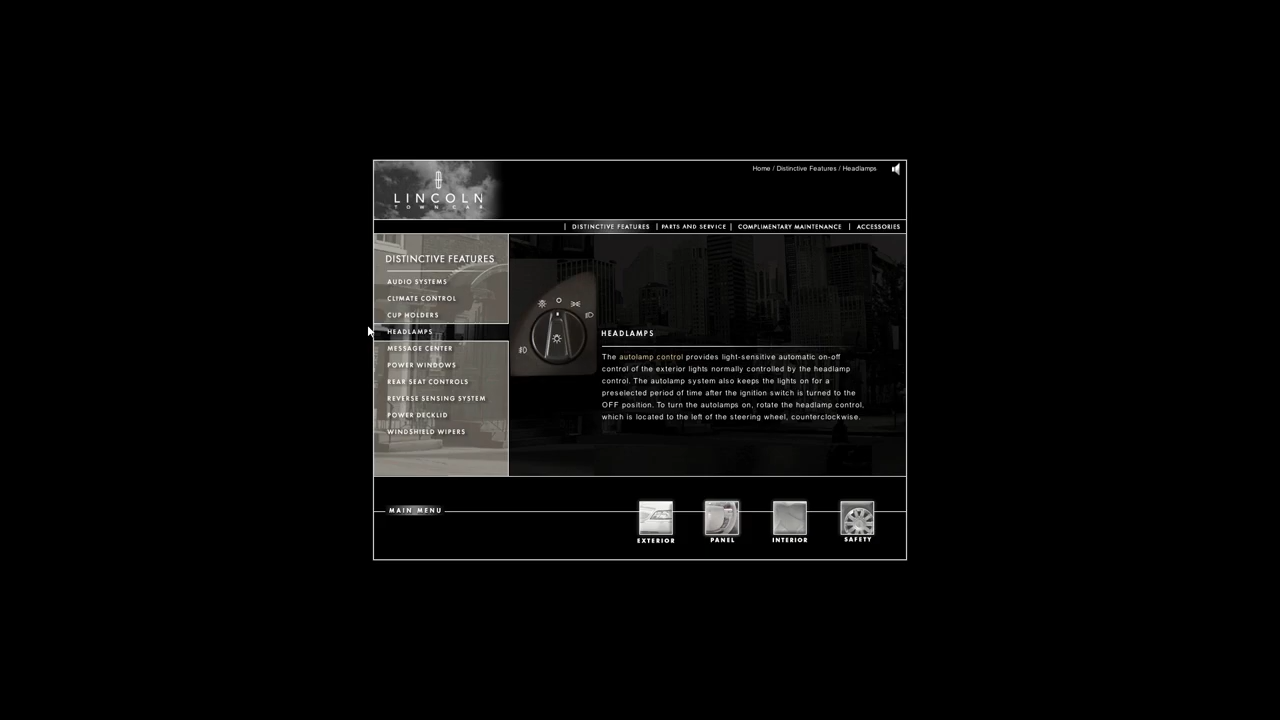 Home / Distinctive Features / Headlamps
LINCOLN
TOWN CAR
DISTINCTIVE FEATURES
PARTS AND SERVICE
COMPLIMENTARY MAINTENANCE
ACCESSORIES
DISTINCTIVE FEATURES
AUDIO SYSTEMS
CLIMATE CONTROL
CUP HOLDERS
HEADLAMPS
MESSAGE CENTER
POWER WINDOWS
REAR SEAT CONTROLS
REVERSE SENSING SYSTEM
POWER DECKLID
WINDSHIELD WIPERS
HEADLAMPS
The autolamp control provides light-sensitive automatic on-off
control of the exterior lights normally controlled by the headlamp
control. The autolamp system also keeps the lights on for a
preselected period of time after the ignition switch is turned to the
OFF position. To turn the autolamps on, rotate the headlamp control,
which is located to the left of the steering wheel, counterclockwise.
MAIN MENU
EXTERIOR
PANEL
INTERIOR
SAFETY